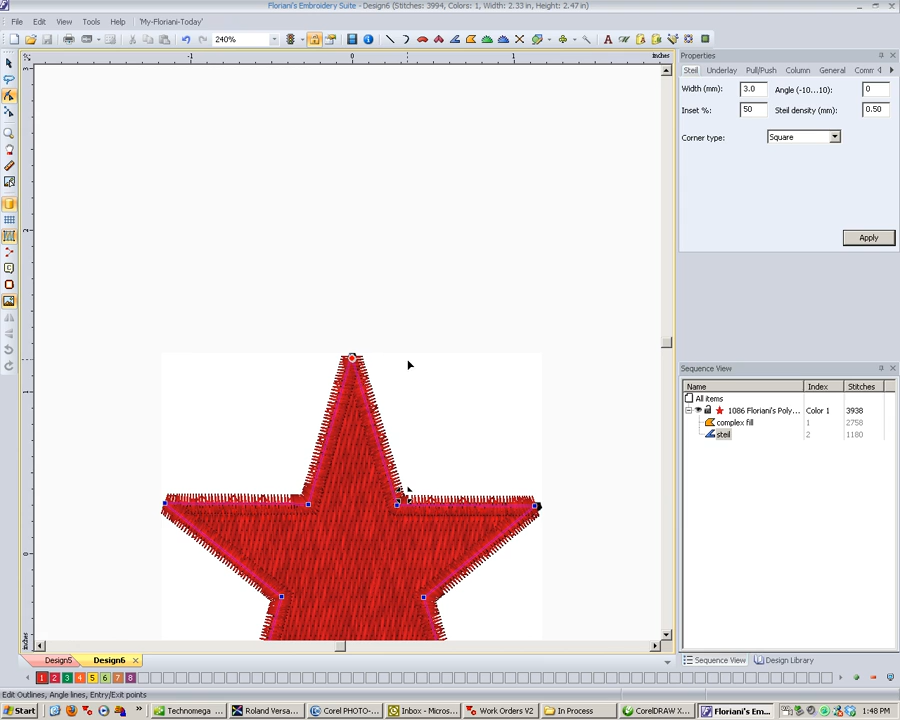 Floriani's Embroidery Suite - Design6 (Stitches: 3994, Colors: 1, Width: 2.33 in, Height: 2.47 in)
File Edit View Tools Help 'My-Floriani-Today'
240%
-1 0 1 inches
Properties
Steil Underlay Pull/Push Column General Comm
Width (mm): 3.0 Angle (-10...10): 0
Inset %: 50 Steil density (mm): 0.50
Corner type: Square
Apply
3
2
1
0
inches
Sequence View
Name Index Stitches
All items
1086 Floriani's Poly... Color 1 3938
complex fill 1 2758
steil 2 1180
Design5 Design6
Sequence View Design Library
1 2 3 4 5 6 7 8
Edit Outlines, Angle lines, Entry/Exit points
Start Technomega ... Roland Versa... Corel PHOTO-... Inbox - Micros... Work Orders V2 In Process CorelDRAW X... Floriani's Em... 1:48 PM